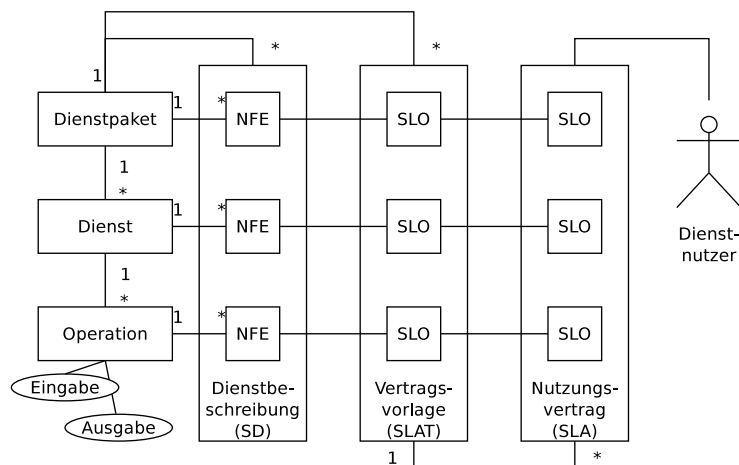 * *
1
Dienstpaket 1 * NFE SLO SLO
1
*
Dienst 1 * NFE SLO SLO
Dienst-
nutzer
1
*
Operation 1 * NFE SLO SLO
Eingabe
Ausgabe
Dienstbe-
schreibung
(SD)
Vertrags-
vorlage
(SLAT)
Nutzungs-
vertrag
(SLA)
1 *